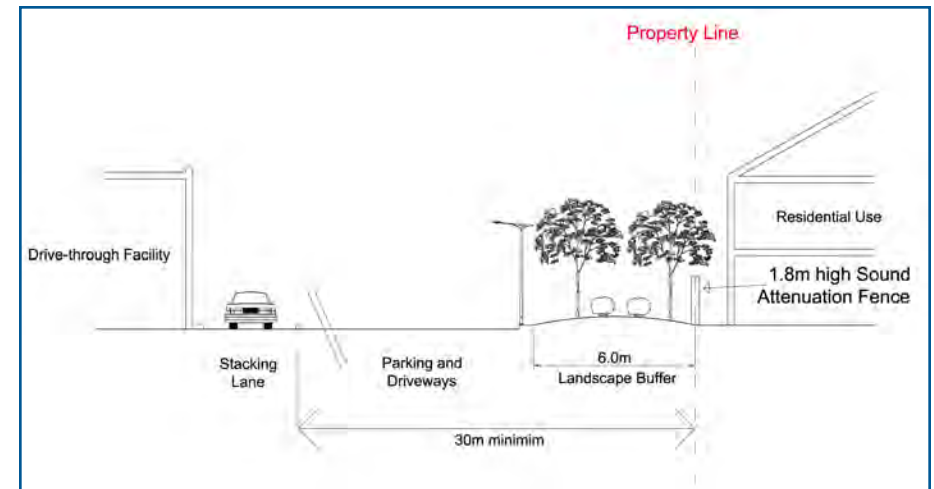 Property Line
Residential Use
Drive-through Facility
1.8m high Sound
Attenuation Fence
Stacking
Lane
Parking and
Driveways
6.0m
Landscape Buffer
30m minimim